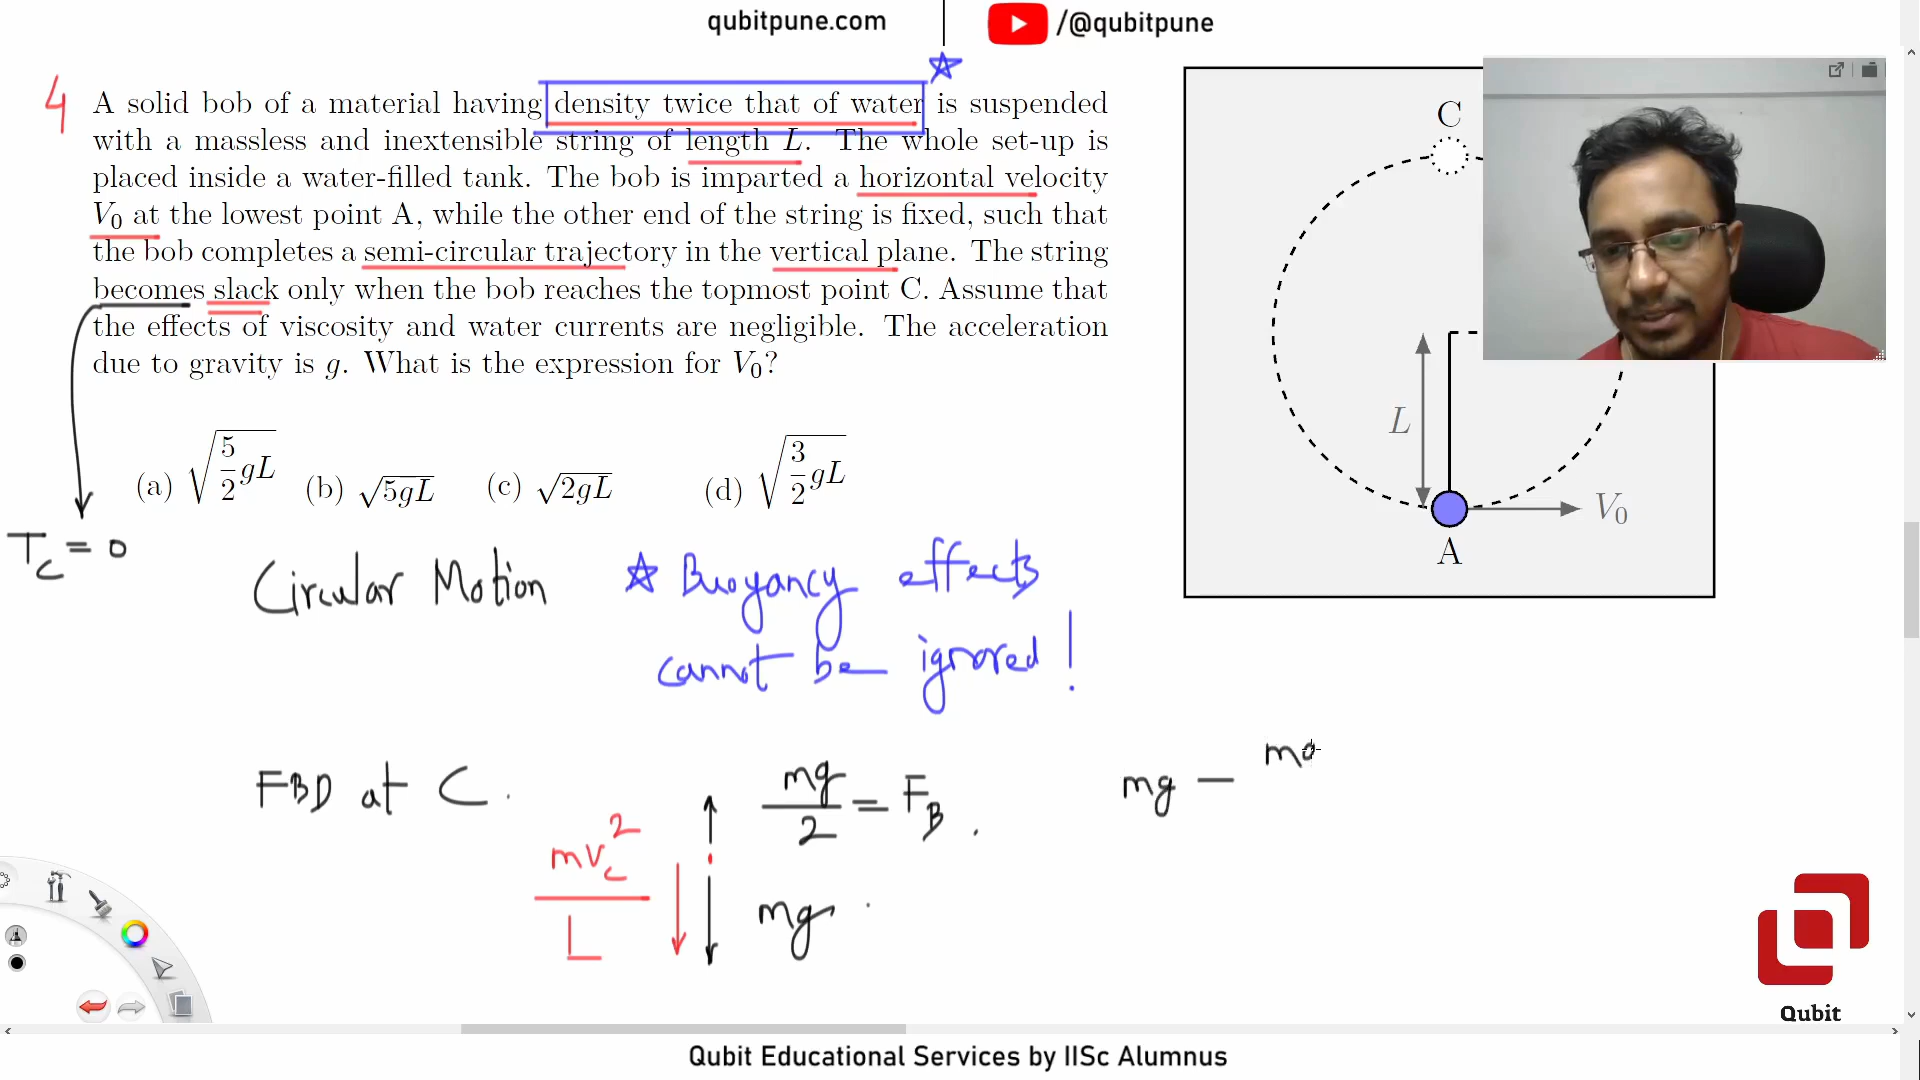 qubitpune.com
/@qubitpune
4
A solid bob of a material having density twice that of water is suspended
with a massless and inextensible string of length L. The whole set-up is
placed inside a water-filled tank. The bob is imparted a horizontal velocity
V₀ at the lowest point A, while the other end of the string is fixed, such that
the bob completes a semi-circular trajectory in the vertical plane. The string
becomes slack only when the bob reaches the topmost point C. Assume that
the effects of viscosity and water currents are negligible. The acceleration
due to gravity is g. What is the expression for V₀?
(a) √(5/2 gL) (b) √5gL (c) √2gL (d) √(3/2 gL)
C
L
V₀
A
T_C = 0
Circular Motion
☆ Buoyancy effects
cannot be ignored !
FBD at C.
mv_c²/L
mg/2 = F_B.
mg
mg − mg
Qubit
Qubit Educational Services by IISc Alumnus